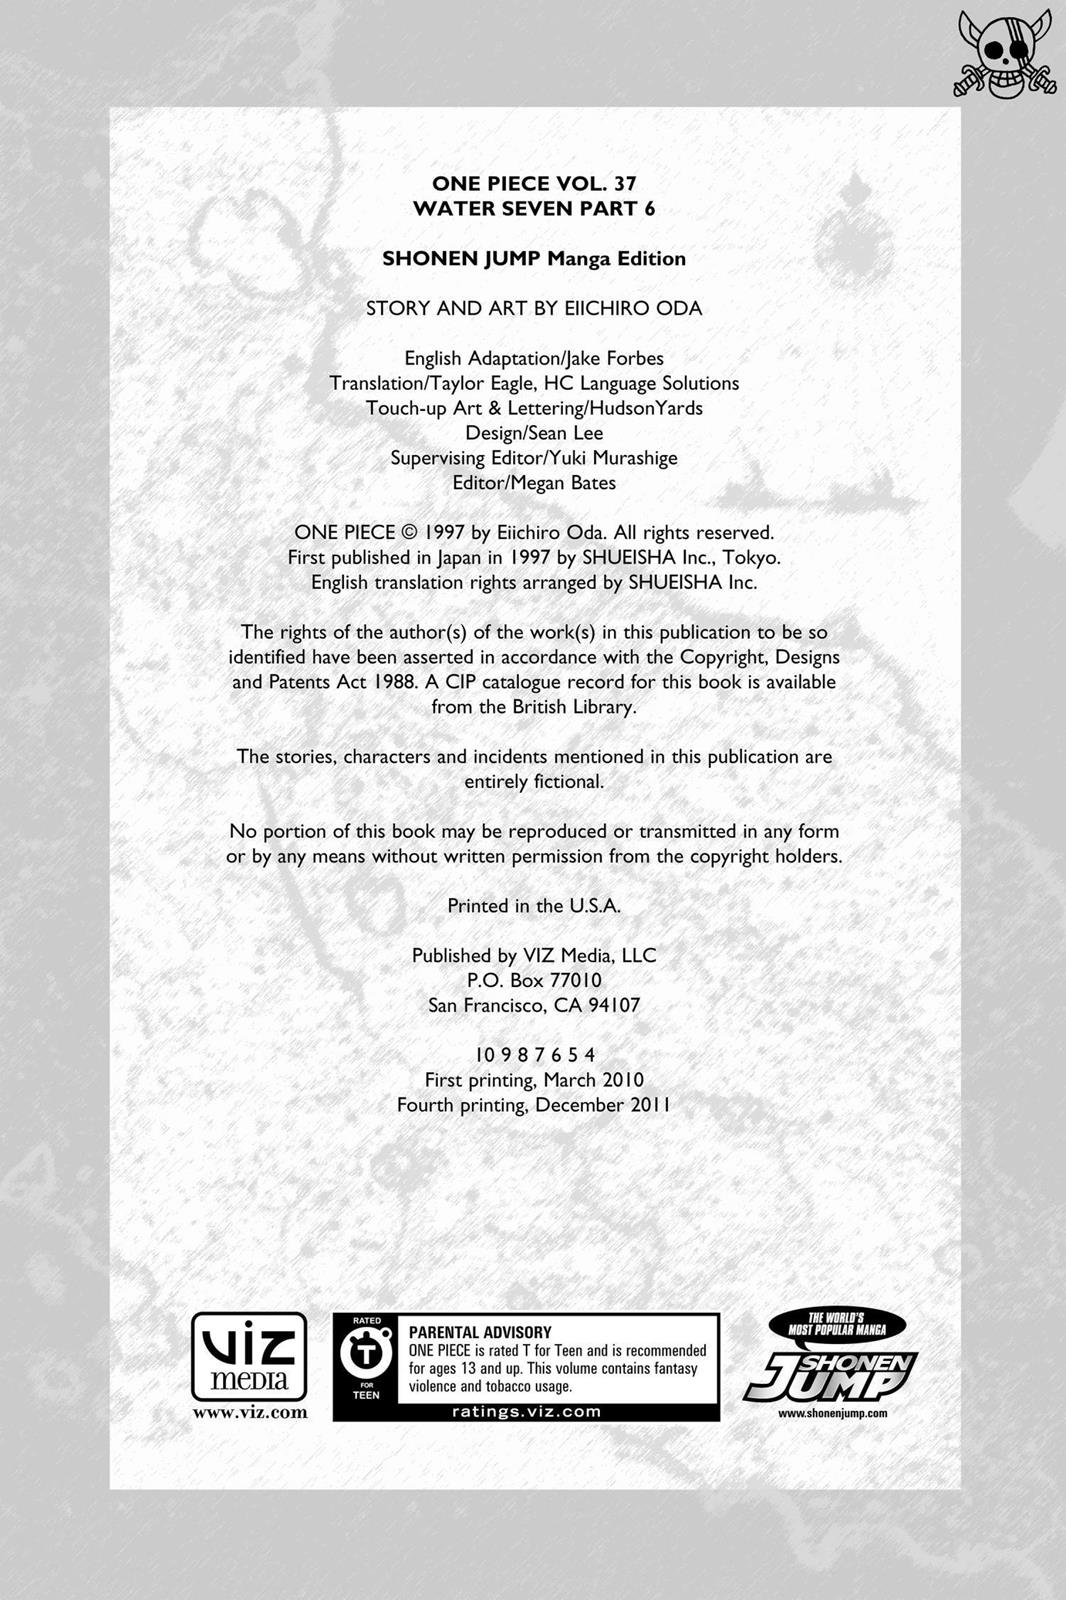 ONE PIECE VOL. 37
WATER SEVEN PART 6
SHONEN JUMP Manga Edition
STORY AND ART BY EIICHIRO ODA
English Adaptation/Jake Forbes
Translation/Taylor Eagle, HC Language Solutions
Touch-up Art & Lettering/HudsonYards
Design/Sean Lee
Supervising Editor/Yuki Murashige
Editor/Megan Bates
ONE PIECE © 1997 by Eiichiro Oda. All rights reserved.
First published in Japan in 1997 by SHUEISHA Inc., Tokyo.
English translation rights arranged by SHUEISHA Inc.
The rights of the author(s) of the work(s) in this publication to be so
identified have been asserted in accordance with the Copyright, Designs
and Patents Act 1988. A CIP catalogue record for this book is available
from the British Library.
The stories, characters and incidents mentioned in this publication are
entirely fictional.
No portion of this book may be reproduced or transmitted in any form
or by any means without written permission from the copyright holders.
Printed in the U.S.A.
Published by VIZ Media, LLC
P.O. Box 77010
San Francisco, CA 94107
10 9 8 7 6 5 4
First printing, March 2010
Fourth printing, December 2011
viz
media
www.viz.com
RATED
T
FOR
TEEN
PARENTAL ADVISORY
ONE PIECE is rated T for Teen and is recommended
for ages 13 and up. This volume contains fantasy
violence and tobacco usage.
ratings.viz.com
THE WORLD'S
MOST POPULAR MANGA
SHONEN
JUMP
www.shonenjump.com